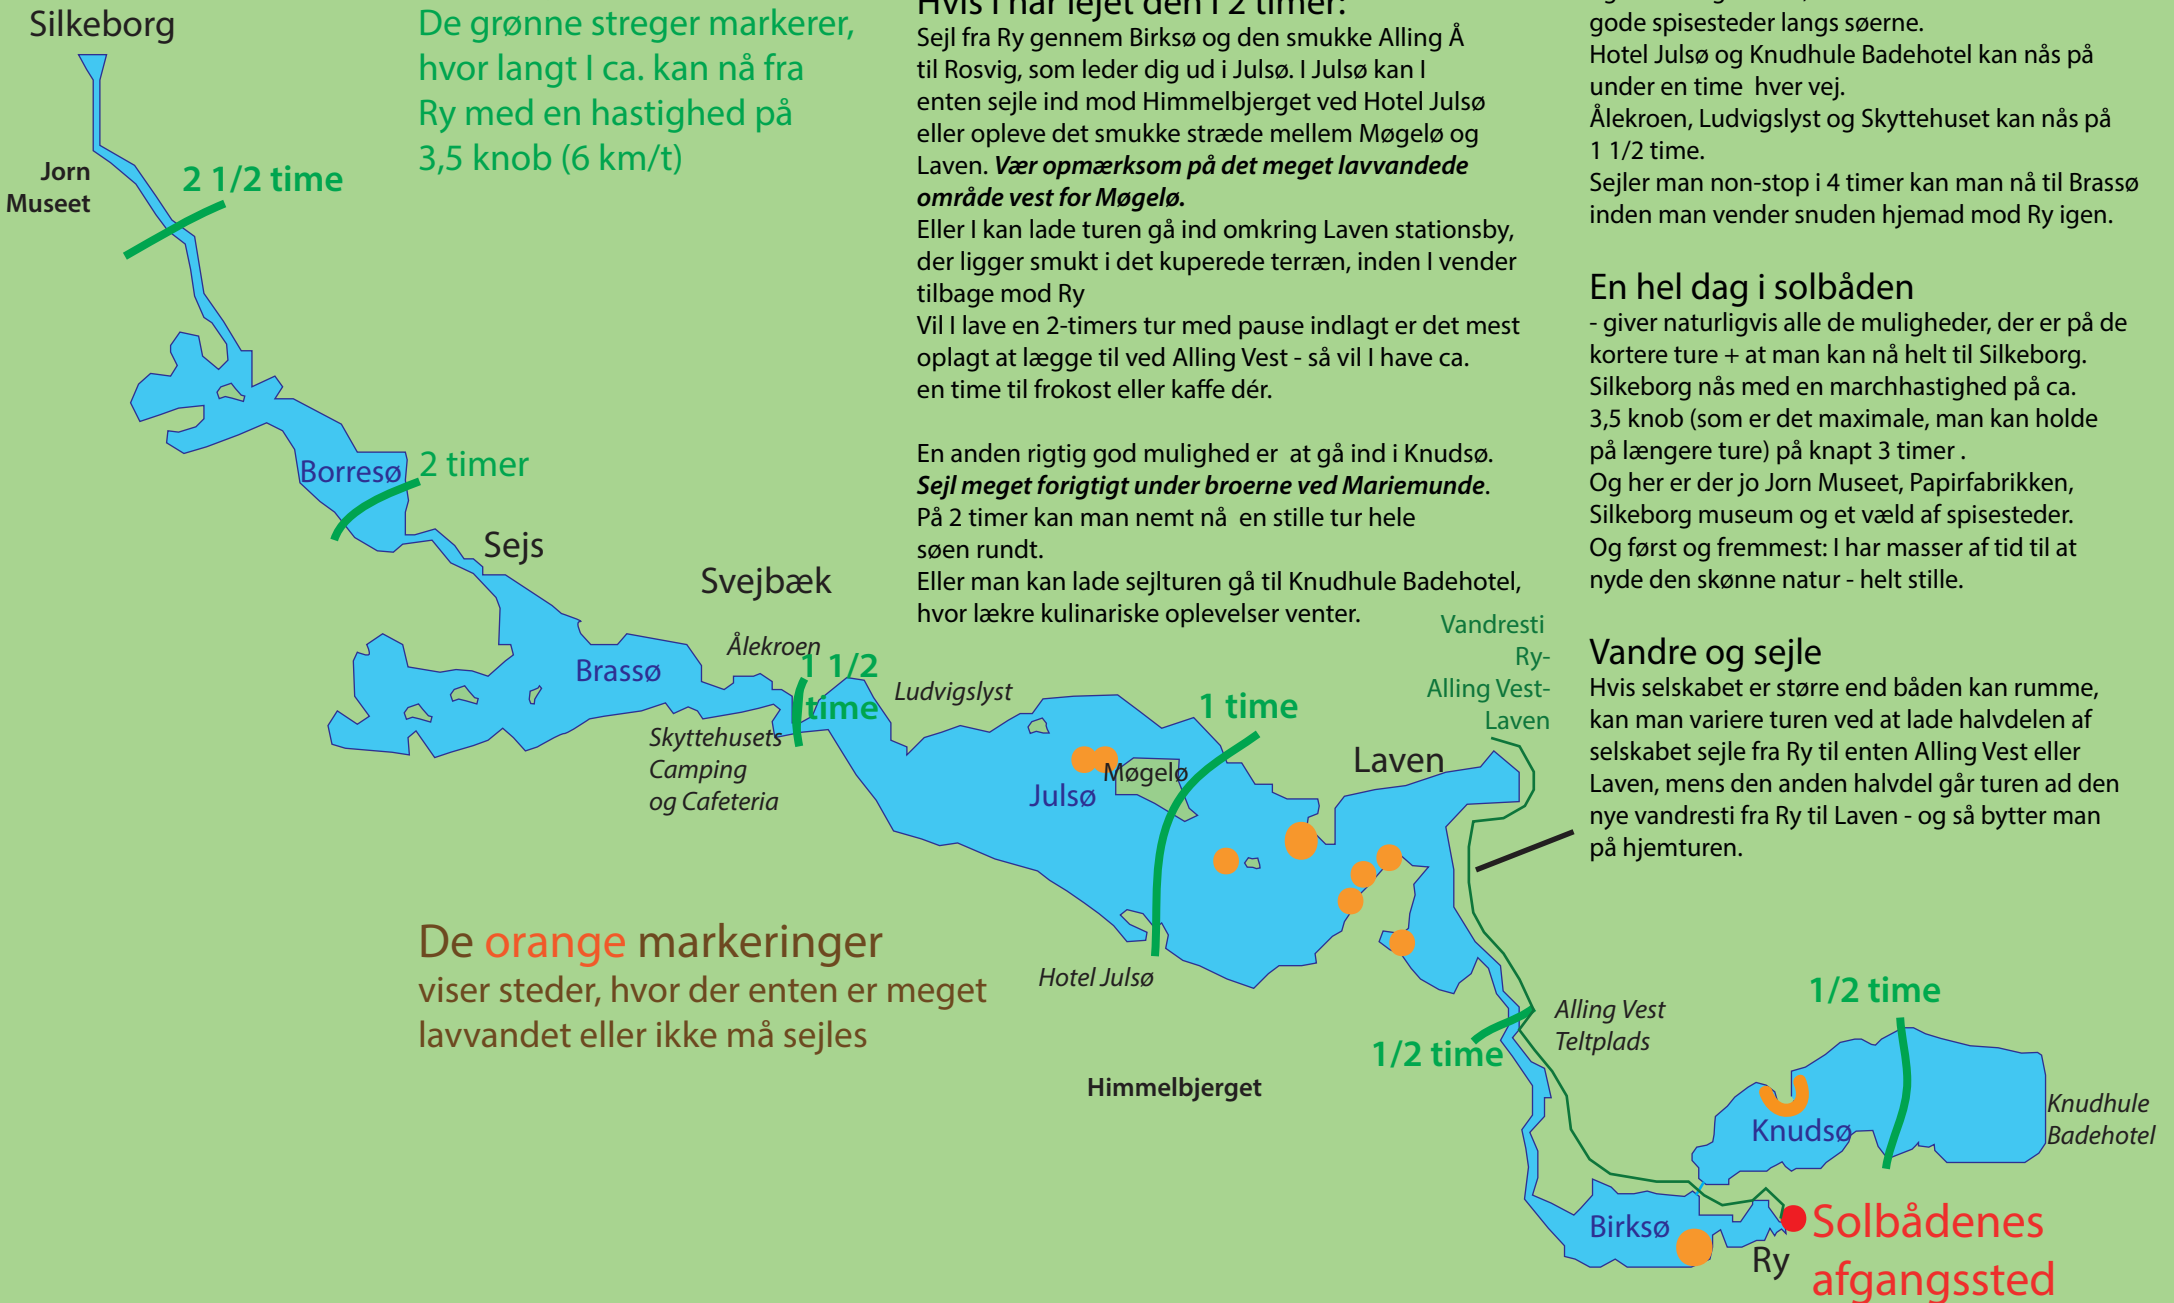 Silkeborg
De grønne streger markerer,
hvor langt I ca. kan nå fra
Ry med en hastighed på
3,5 knob (6 km/t)
Jorn
Museet
2 1/2 time
Borresø
2 timer
Sejs
Svejbæk
Ålekroen
Brassø
1 1/2
time
Ludvigslyst
Skyttehusets
Camping
og Cafeteria
Julsø
Møgelø
1 time
Laven
Hotel Julsø
Himmelbjerget
De orange markeringer
viser steder, hvor der enten er meget
lavvandet eller ikke må sejles
Hvis I har lejet den i 2 timer:
Sejl fra Ry gennem Birksø og den smukke Alling Å
til Rosvig, som leder dig ud i Julsø. I Julsø kan I
enten sejle ind mod Himmelbjerget ved Hotel Julsø
eller opleve det smukke stræde mellem Møgelø og
Laven. Vær opmærksom på det meget lavvandede
område vest for Møgelø.
Eller I kan lade turen gå ind omkring Laven stationsby,
der ligger smukt i det kuperede terræn, inden I vender
tilbage mod Ry
Vil I lave en 2-timers tur med pause indlagt er det mest
oplagt at lægge til ved Alling Vest - så vil I have ca.
en time til frokost eller kaffe dér.
En anden rigtig god mulighed er at gå ind i Knudsø.
Sejl meget forigtigt under broerne ved Mariemunde.
På 2 timer kan man nemt nå en stille tur hele
søen rundt.
Eller man kan lade sejlturen gå til Knudhule Badehotel,
hvor lækre kulinariske oplevelser venter.
Vandresti
Ry-
Alling Vest-
Laven
gode spisesteder langs søerne.
Hotel Julsø og Knudhule Badehotel kan nås på
under en time hver vej.
Ålekroen, Ludvigslyst og Skyttehuset kan nås på
1 1/2 time.
Sejler man non-stop i 4 timer kan man nå til Brassø
inden man vender snuden hjemad mod Ry igen.
En hel dag i solbåden
- giver naturligvis alle de muligheder, der er på de
kortere ture + at man kan nå helt til Silkeborg.
Silkeborg nås med en marchhastighed på ca.
3,5 knob (som er det maximale, man kan holde
på længere ture) på knapt 3 timer .
Og her er der jo Jorn Museet, Papirfabrikken,
Silkeborg museum og et væld af spisesteder.
Og først og fremmest: I har masser af tid til at
nyde den skønne natur - helt stille.
Vandre og sejle
Hvis selskabet er større end båden kan rumme,
kan man variere turen ved at lade halvdelen af
selskabet sejle fra Ry til enten Alling Vest eller
Laven, mens den anden halvdel går turen ad den
nye vandresti fra Ry til Laven - og så bytter man
på hjemturen.
Alling Vest
Teltplads
1/2 time
1/2 time
Knudsø
Knudhule
Badehotel
Birksø
Ry
Solbådenes
afgangssted